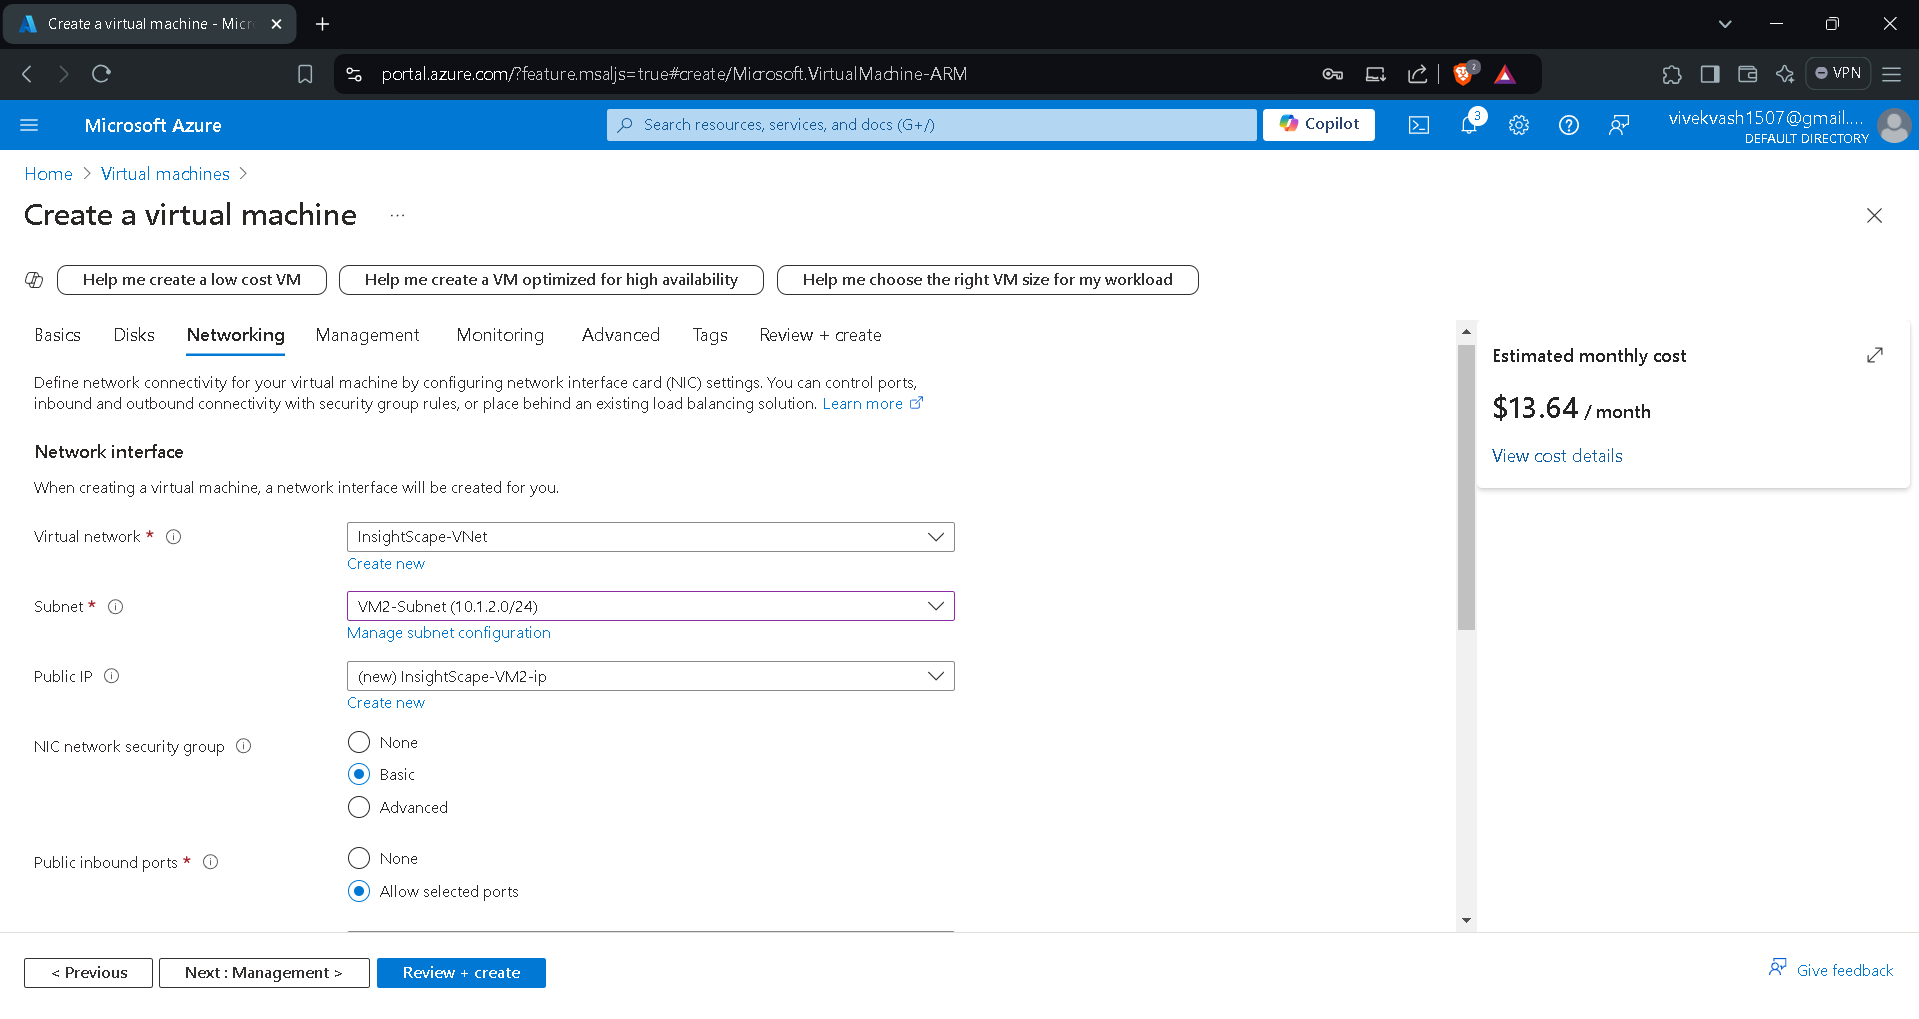 Create a virtual machine - Micr
portal.azure.com/?feature.msaljs=true#create/Microsoft.VirtualMachine-ARM
2
VPN
Microsoft Azure
Search resources, services, and docs (G+/)
Copilot
3
vivekvash1507@gmail....
DEFAULT DIRECTORY
Home > Virtual machines >
Create a virtual machine ...
Help me create a low cost VM
Help me create a VM optimized for high availability
Help me choose the right VM size for my workload
Basics Disks Networking Management Monitoring Advanced Tags Review + create
Define network connectivity for your virtual machine by configuring network interface card (NIC) settings. You can control ports,
inbound and outbound connectivity with security group rules, or place behind an existing load balancing solution. Learn more
Network interface
When creating a virtual machine, a network interface will be created for you.
Virtual network *
InsightScape-VNet
Create new
Subnet *
VM2-Subnet (10.1.2.0/24)
Manage subnet configuration
Public IP
(new) InsightScape-VM2-ip
Create new
NIC network security group
None
Basic
Advanced
Public inbound ports *
None
Allow selected ports
Estimated monthly cost
$13.64 / month
View cost details
< Previous
Next : Management >
Review + create
Give feedback